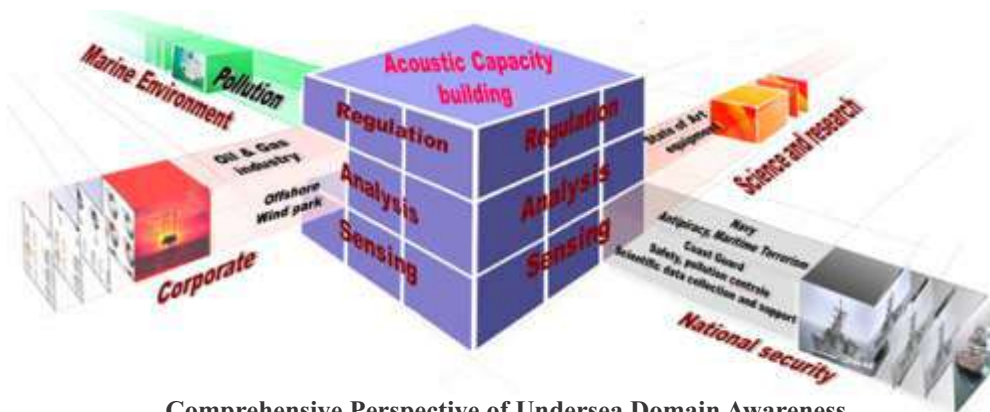 Acoustic Capacity
building
Regulation
Regulation
Analysis
Analysis
Sensing
Sensing
Marine Environment
Pollution
Oil & Gas
industry
Offshore
Wind park
Corporate
State of Art
equipment
Science and research
Navy
Antipiracy, Maritime Terrorism
Coast Guard
Safety, pollution controle
Scientific data collection and support
National security
Comprehensive Perspective of Undersea Domain Awareness